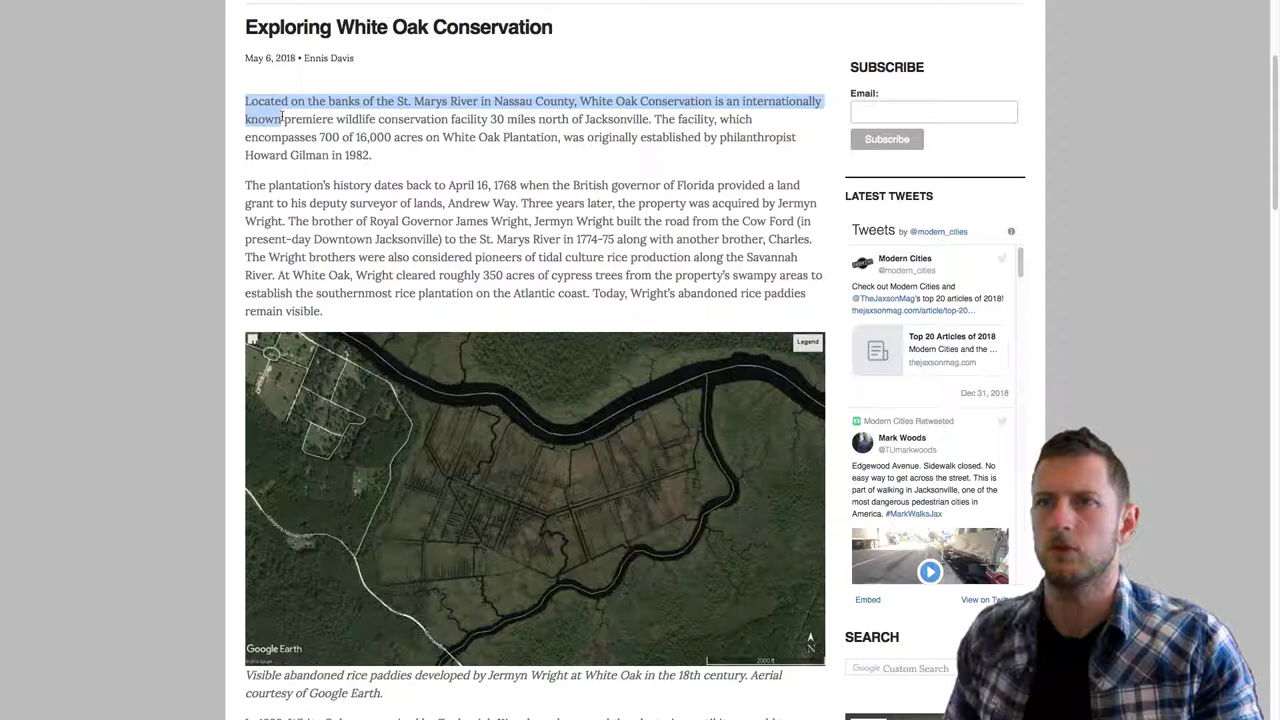 Exploring White Oak Conservation
May 6, 2018 • Ennis Davis
Located on the banks of the St. Marys River in Nassau County, White Oak Conservation is an internationally
known premiere wildlife conservation facility 30 miles north of Jacksonville. The facility, which
encompasses 700 of 16,000 acres on White Oak Plantation, was originally established by philanthropist
Howard Gilman in 1982.
The plantation's history dates back to April 16, 1768 when the British governor of Florida provided a land
grant to his deputy surveyor of lands, Andrew Way. Three years later, the property was acquired by Jermyn
Wright. The brother of Royal Governor James Wright, Jermyn Wright built the road from the Cow Ford (in
present-day Downtown Jacksonville) to the St. Marys River in 1774-75 along with another brother, Charles.
The Wright brothers were also considered pioneers of tidal culture rice production along the Savannah
River. At White Oak, Wright cleared roughly 350 acres of cypress trees from the property's swampy areas to
establish the southernmost rice plantation on the Atlantic coast. Today, Wright's abandoned rice paddies
remain visible.
Legend
Google Earth
N
2000 ft
Visible abandoned rice paddies developed by Jermyn Wright at White Oak in the 18th century. Aerial
courtesy of Google Earth.
SUBSCRIBE
Email:
Subscribe
LATEST TWEETS
Tweets by @modern_cities
Modern Cities
@modern_cities
Check out Modern Cities and
@TheJaxsonMag's top 20 articles of 2018!
thejaxsonmag.com/article/top-20…
Top 20 Articles of 2018
Modern Cities and the ...
thejaxsonmag.com
Dec 31, 2018
Modern Cities Retweeted
Mark Woods
@TUmarkwoods
Edgewood Avenue. Sidewalk closed. No
easy way to get across the street. This is
part of walking in Jacksonville, one of the
most dangerous pedestrian cities in
America. #MarkWalksJax
Embed
View on
SEARCH
Google Custom Search